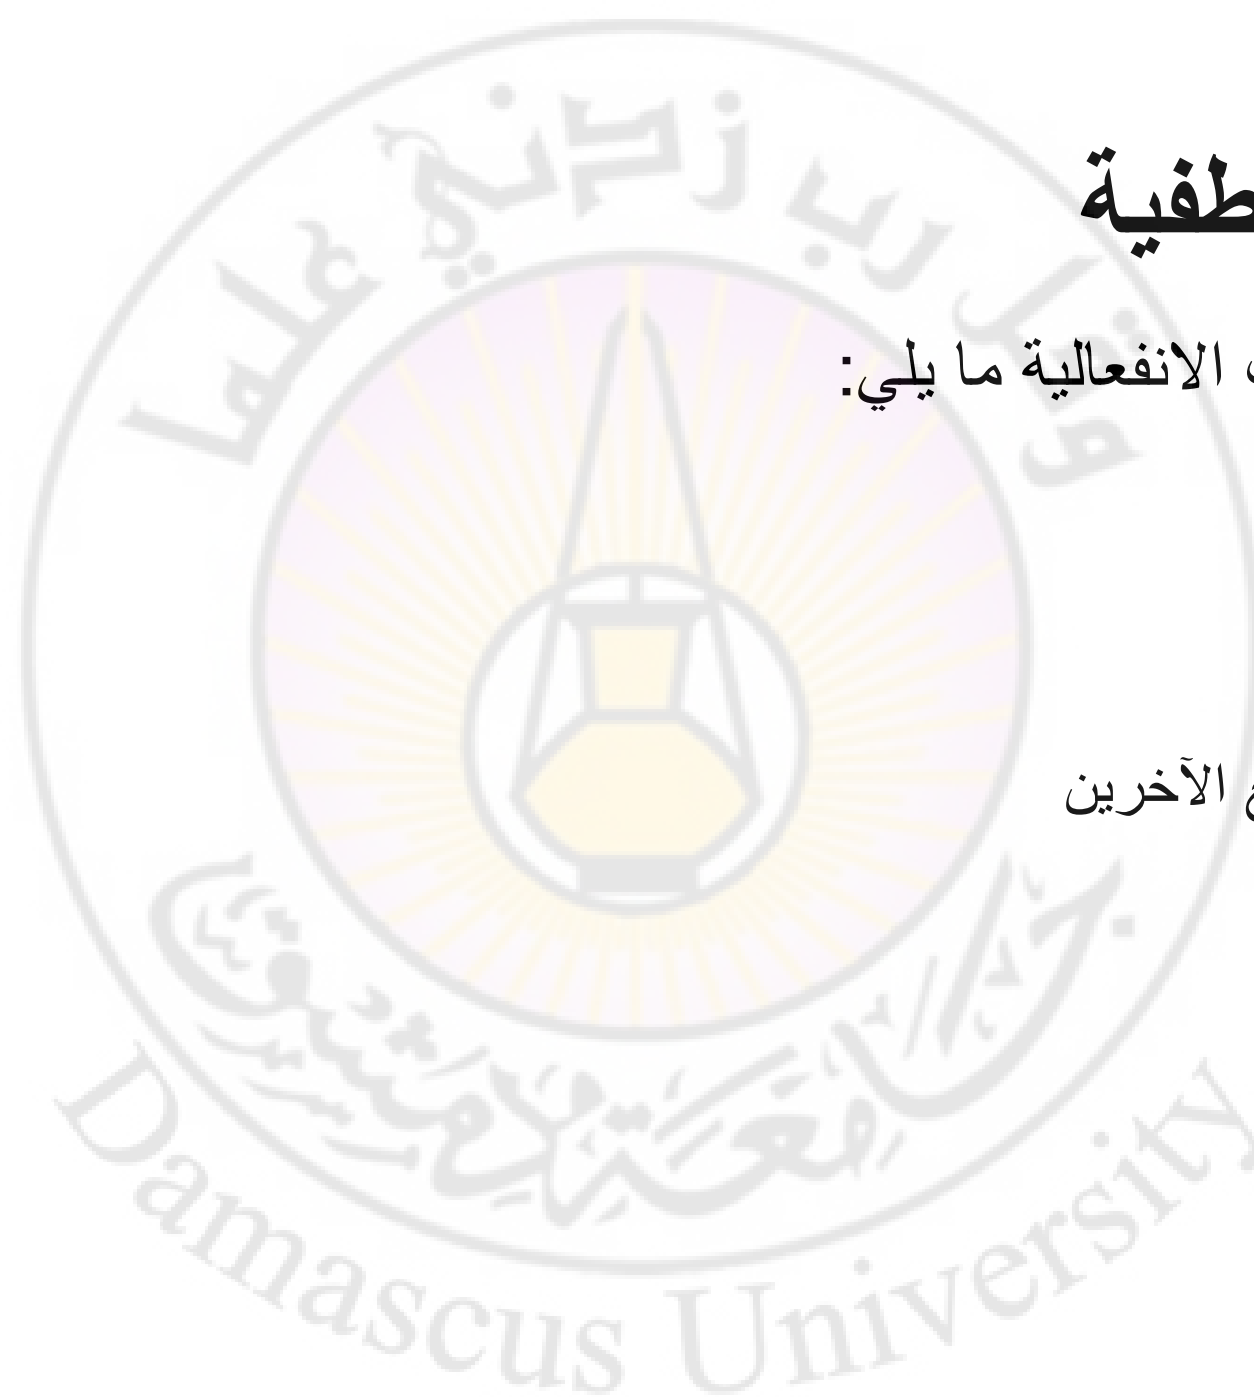 طفية
الانفعالية ما يلي:
الآخرين
وقل رب زدني علما
جامعة دمشق
Damascus University